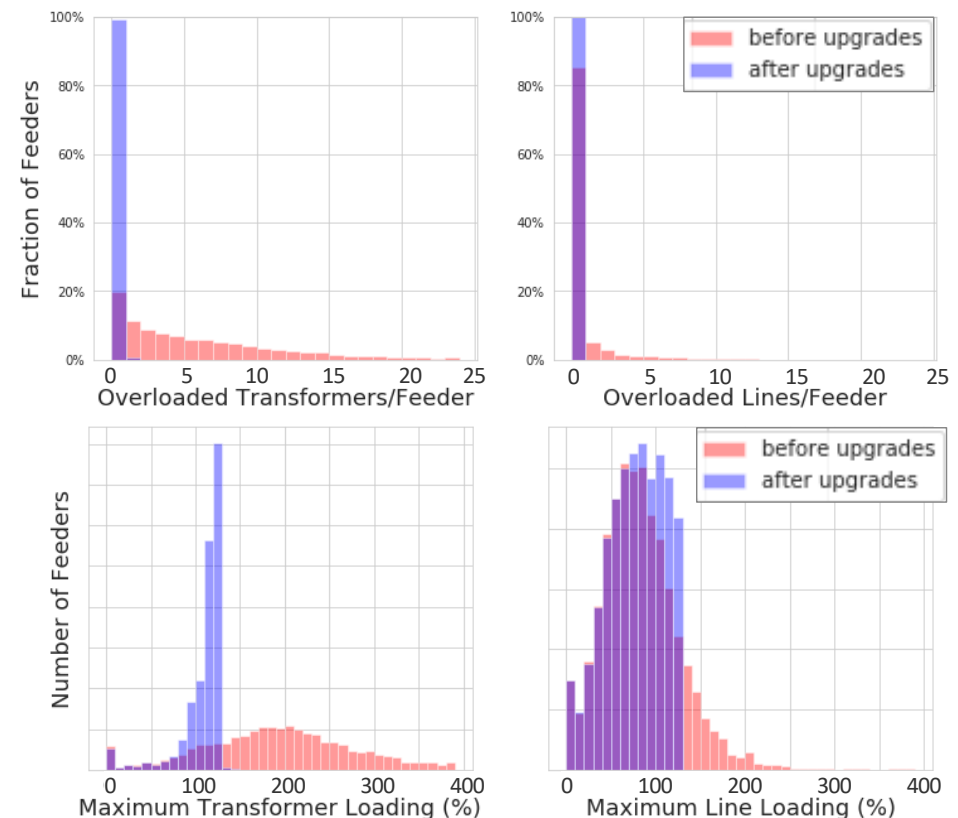 100%
80%
60%
40%
20%
0%
Fraction of Feeders
0 5 10 15 20 25
Overloaded Transformers/Feeder
100%
80%
60%
40%
20%
0%
before upgrades
after upgrades
0 5 10 15 20 25
Overloaded Lines/Feeder
Number of Feeders
0 100 200 300 400
Maximum Transformer Loading (%)
before upgrades
after upgrades
0 100 200 300 400
Maximum Line Loading (%)